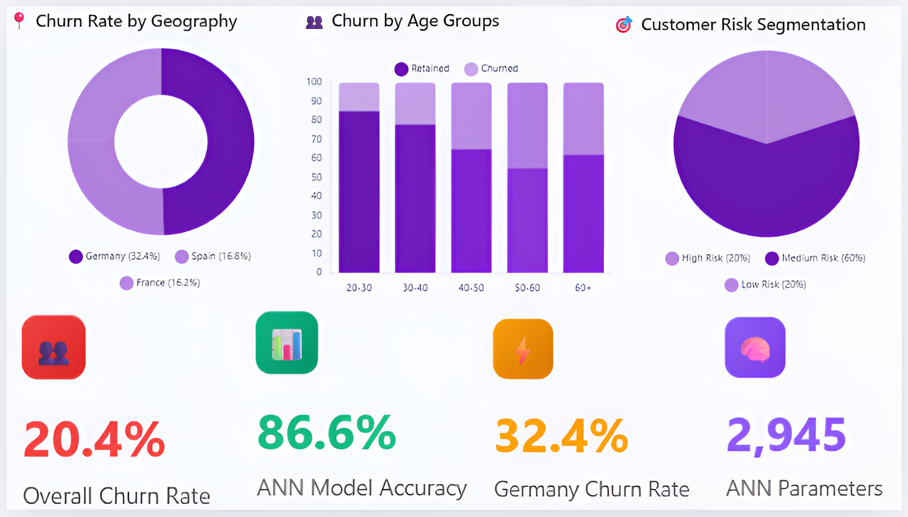 Churn Rate by Geography
Germany (32.4%) Spain (16.8%)
France (16.2%)
Churn by Age Groups
Retained Churned
100
90
80
70
60
50
40
30
20
10
0
20-30 30-40 40-50 50-60 60+
Customer Risk Segmentation
High Risk (20%) Medium Risk (60%)
Low Risk (20%)
20.4%
Overall Churn Rate
86.6%
ANN Model Accuracy
32.4%
Germany Churn Rate
2,945
ANN Parameters